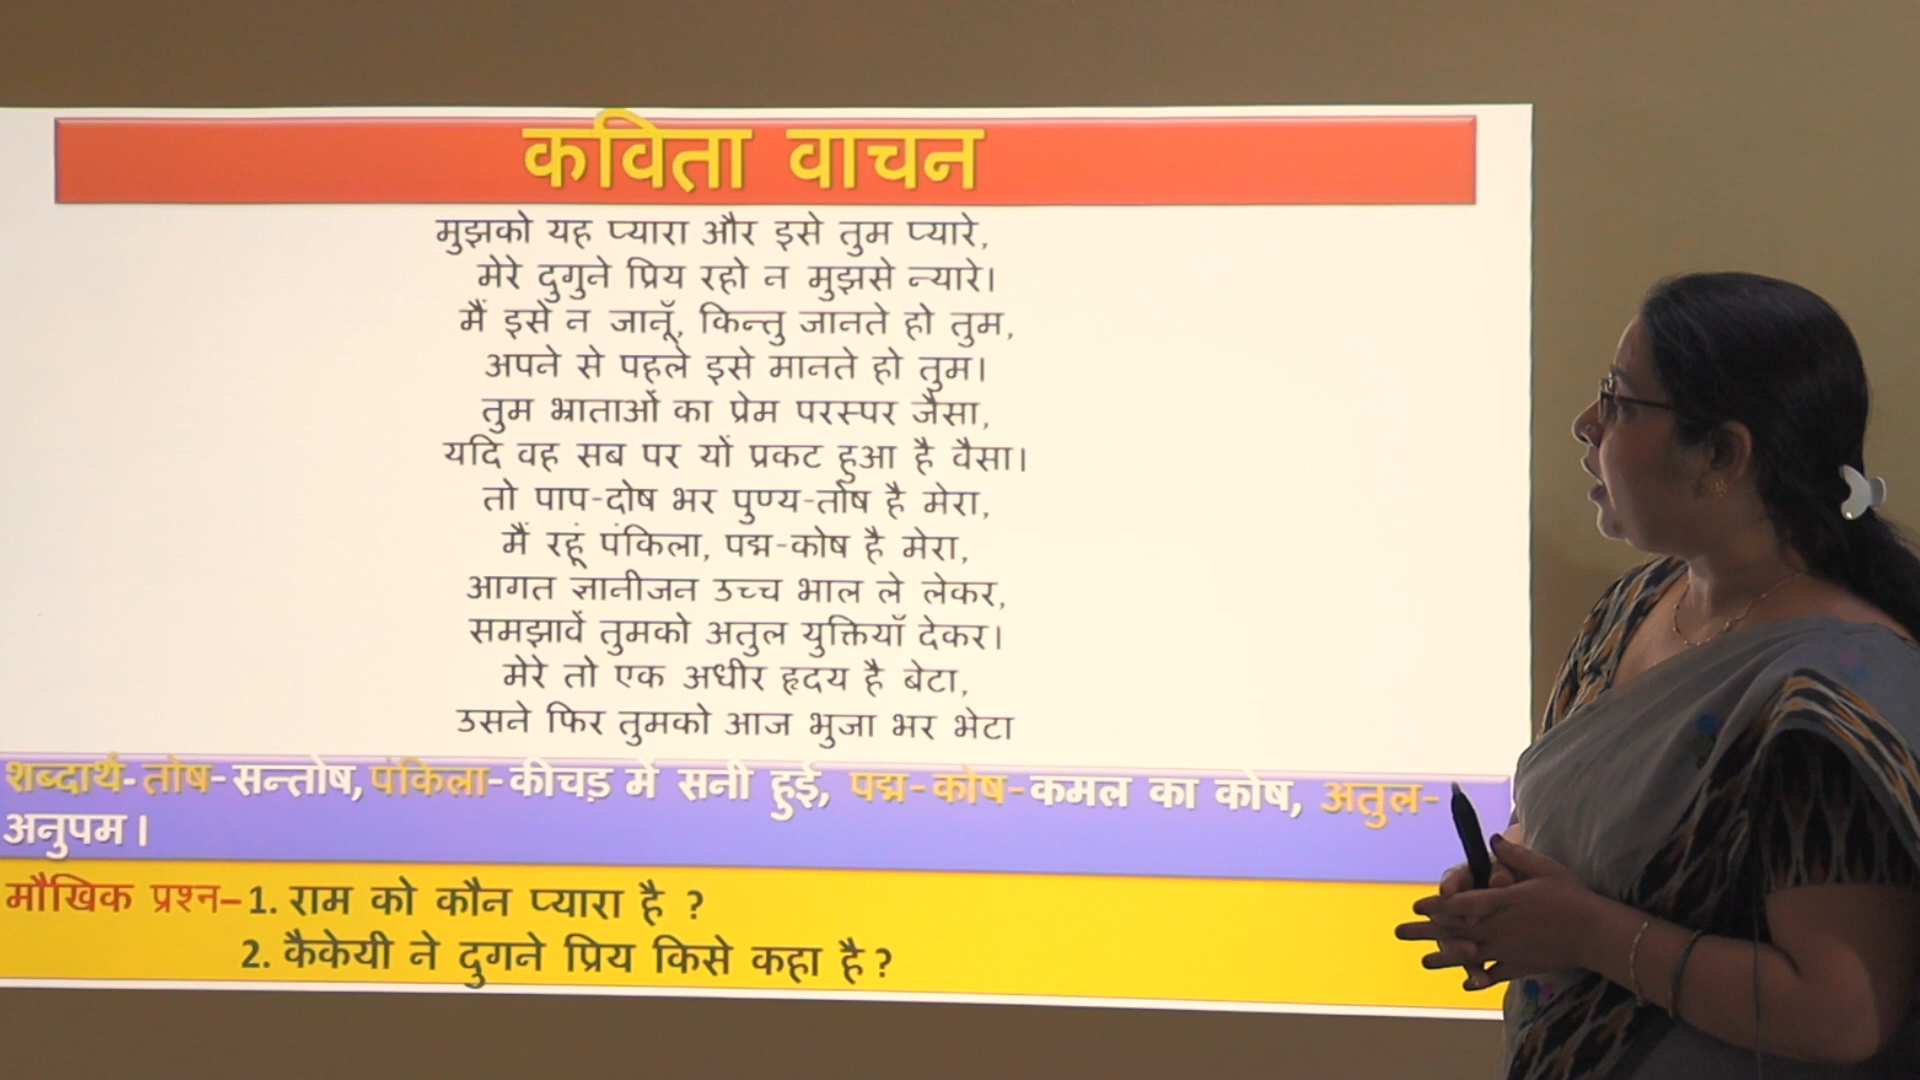 कविता वाचन
मुझको यह प्यारा और इसे तुम प्यारे,
मेरे दुगुने प्रिय रहो न मुझसे न्यारे।
मैं इसे न जानूँ, किन्तु जानते हो तुम,
अपने से पहले इसे मानते हो तुम।
तुम भ्राताओं का प्रेम परस्पर जैसा,
यदि वह सब पर यों प्रकट हुआ है वैसा।
तो पाप-दोष भर पुण्य-तोष है मेरा,
मैं रहूं पंकिला, पद्म-कोष है मेरा,
आगत ज्ञानीजन उच्च भाल ले लेकर,
समझावें तुमको अतुल युक्तियाँ देकर।
मेरे तो एक अधीर हृदय है बेटा,
उसने फिर तुमको आज भुजा भर भेटा
शब्दार्थ- तोष-सन्तोष, पंकिला-कीचड़ में सनी हुई, पद्म-कोष-कमल का कोष, अतुल-
अनुपम।
मौखिक प्रश्न–1. राम को कौन प्यारा है ?
2. कैकेयी ने दुगने प्रिय किसे कहा है?